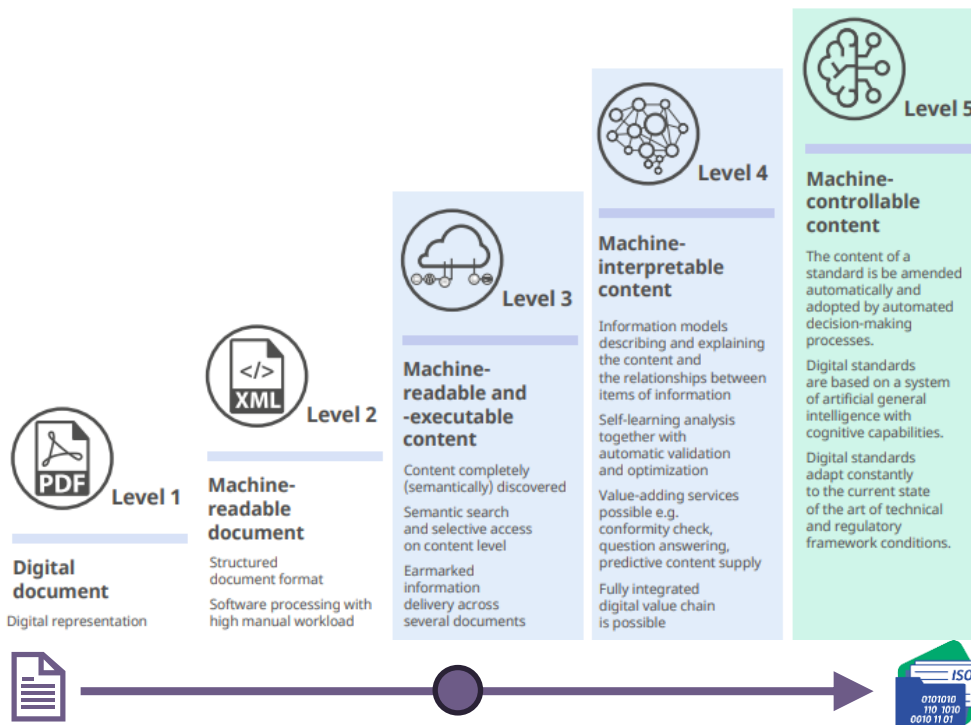 PDF
Level 1
Digital
document
Digital representation
</>
XML
Level 2
Machine-
readable
document
Structured
document format
Software processing with
high manual workload
Level 3
Machine-
readable and
-executable
content
Content completely
(semantically) discovered
Semantic search
and selective access
on content level
Earmarked
information
delivery across
several documents
Level 4
Machine-
interpretable
content
Information models
describing and explaining
the content and
the relationships between
items of information
Self-learning analysis
together with
automatic validation
and optimization
Value-adding services
possible e.g.
conformity check,
question answering,
predictive content supply
Fully integrated
digital value chain
is possible
Level 5
Machine-
controllable
content
The content of a
standard is be amended
automatically and
adopted by automated
decision-making
processes.
Digital standards
are based on a system
of artificial general
intelligence with
cognitive capabilities.
Digital standards
adapt constantly
to the current state
of the art of technical
and regulatory
framework conditions.
ISO
0101010
110 1010
0010 11 01